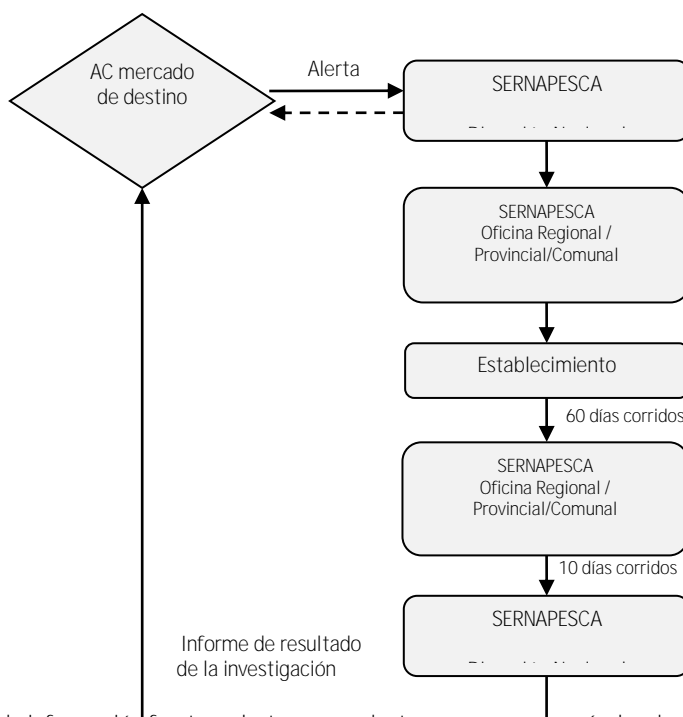 AC mercado
de destino
Alerta
SERNAPESCA
SERNAPESCA
Oficina Regional /
Provincial/Comunal
Establecimiento
60 días corridos
SERNAPESCA
Oficina Regional /
Provincial/Comunal
10 días corridos
SERNAPESCA
Informe de resultado
de la investigación